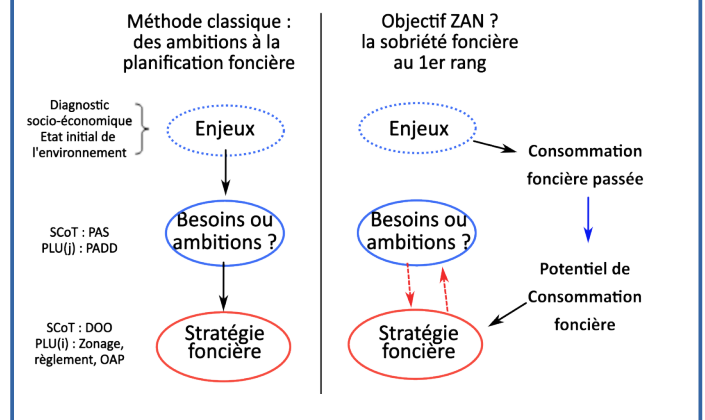 Méthode classique :
des ambitions à la
planification foncière
Diagnostic
socio-économique
Etat initial de
l'environnement
Enjeux
SCoT : PAS
PLU(j) : PADD
Besoins ou
ambitions ?
SCoT : DOO
PLU(i) : Zonage,
règlement, OAP
Stratégie
foncière
Objectif ZAN ?
la sobriété foncière
au 1er rang
Enjeux
Consommation
foncière passée
Besoins ou
ambitions ?
Potentiel de
Consommation
foncière
Stratégie
foncière